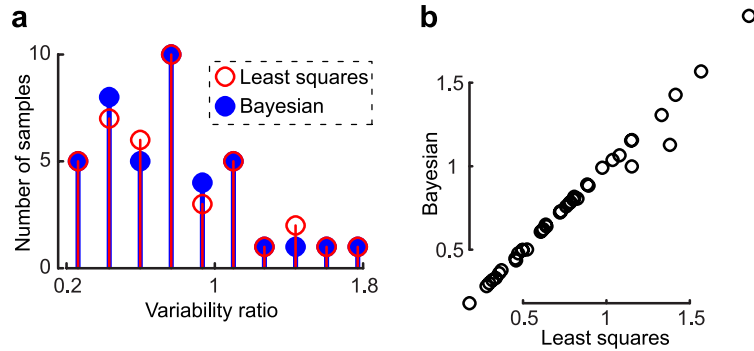 a
10
5
0
0.2
1
1.8
Number of samples
Variability ratio
Least squares
Bayesian
b
1.5
1
0.5
0.5
1
1.5
Bayesian
Least squares